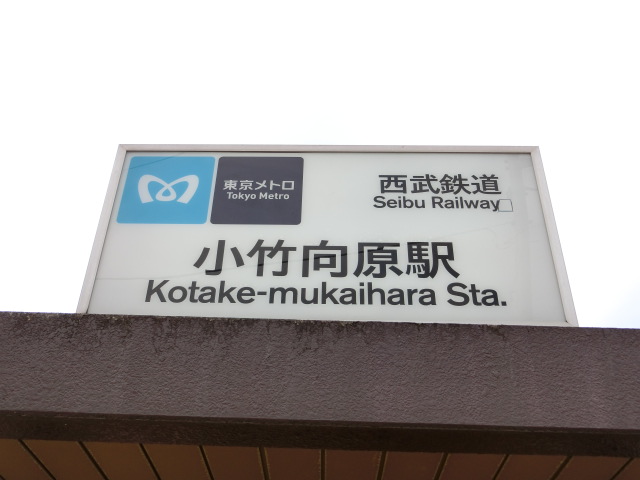 東京メトロ
Tokyo Metro
西武鉄道
Seibu Railway
小竹向原駅
Kotake-mukaihara Sta.